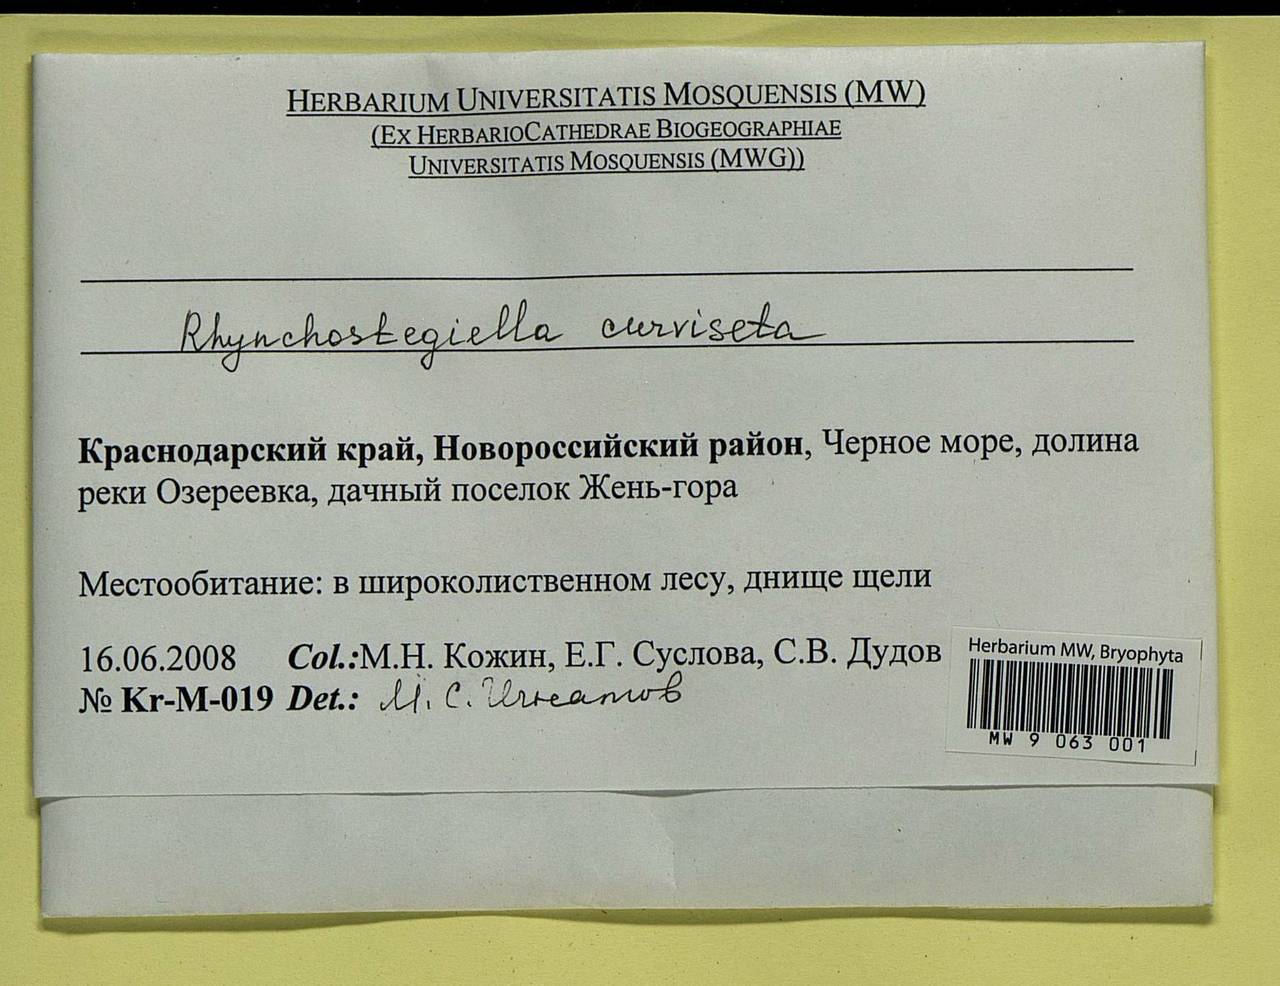 HERBARIUM UNIVERSITATIS MOSQUENSIS (MW)
(EX HERBARIOCATHEDRAE BIOGEOGRAPHIAE
UNIVERSITATIS MOSQUENSIS (MWG))
Rhynchostegiella curviseta
Краснодарский край, Новороссийский район, Черное море, долина
реки Озереевка, дачный поселок Жень-гора
Местообитание: в широколиственном лесу, днище щели
16.06.2008 Col.:М.Н. Кожин, Е.Г. Суслова, С.В. Дудов
№ Kr-M-019 Det.: М. С. Игнатов
Herbarium MW, Bryophyta
MW 9 063 001